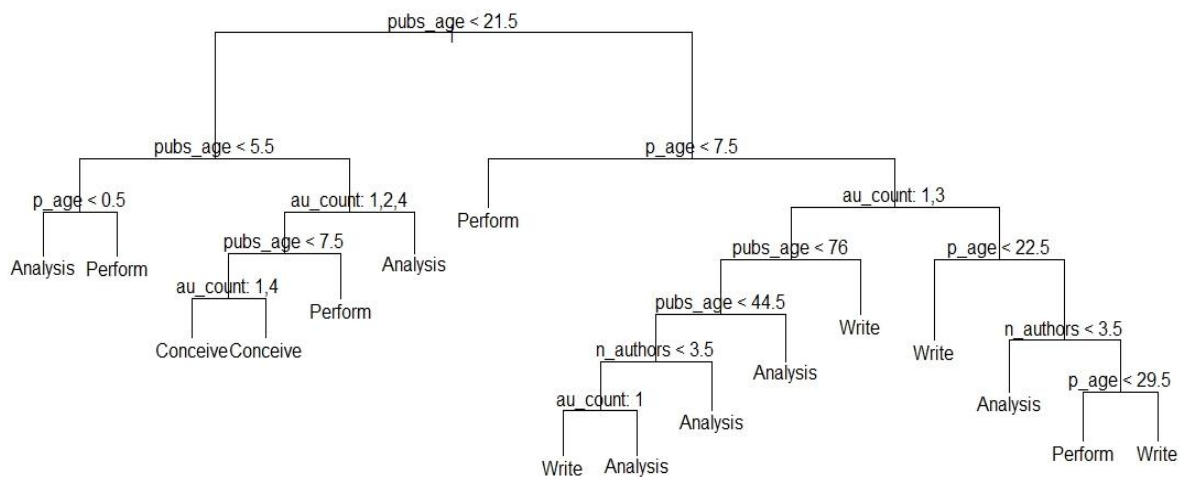 pubs_age < 21.5
pubs_age < 5.5
p_age < 7.5
p_age < 0.5
au_count: 1,2,4
au_count: 1,3
Analysis
Perform
pubs_age < 7.5
Analysis
Perform
pubs_age < 76
p_age < 22.5
au_count: 1,4
Perform
Conceive
Conceive
pubs_age < 44.5
Write
Write
n_authors < 3.5
n_authors < 3.5
Analysis
Analysis
p_age < 29.5
au_count: 1
Analysis
Write
Analysis
Perform
Write